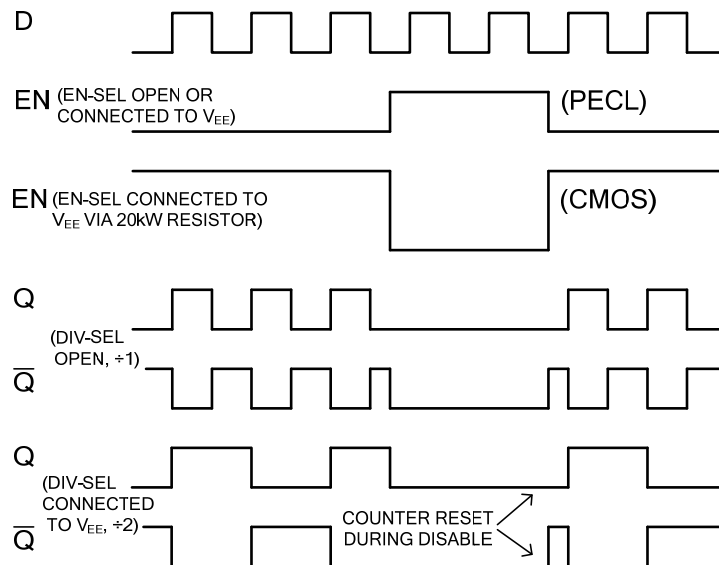 D
EN (EN-SEL OPEN OR
CONNECTED TO VEE)
(PECL)
EN (EN-SEL CONNECTED TO
VEE VIA 20kW RESISTOR)
(CMOS)
Q
(DIV-SEL
OPEN, ÷1)
Q̅
Q
(DIV-SEL
CONNECTED
TO VEE, ÷2)
Q̅
COUNTER RESET
DURING DISABLE